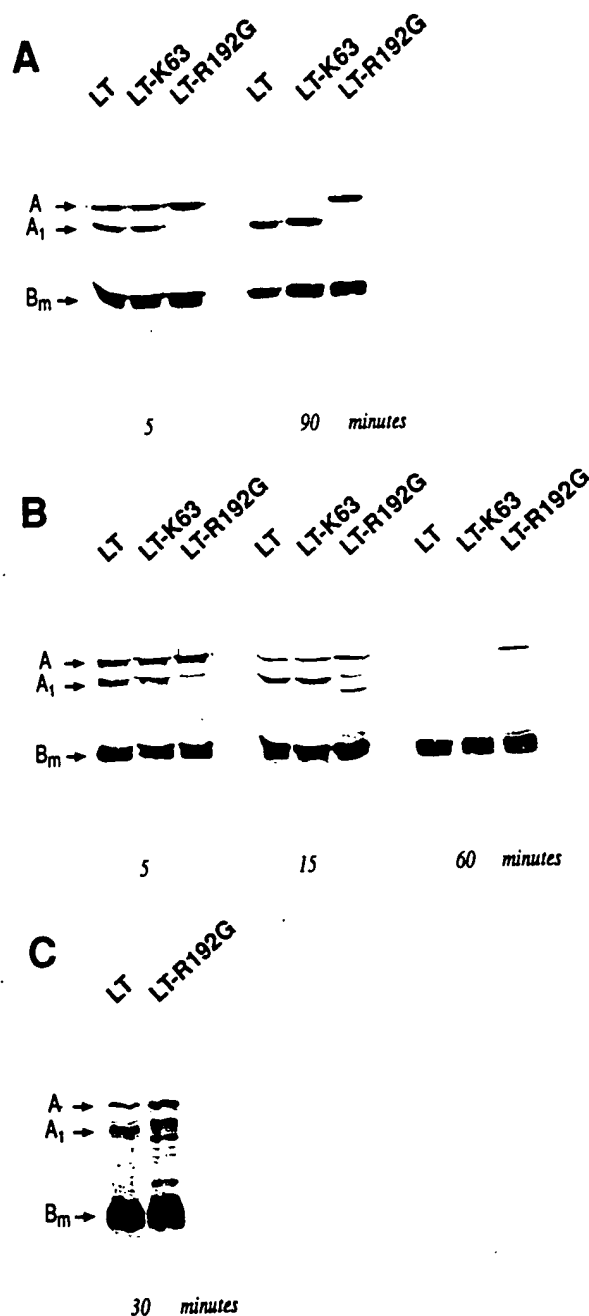 A
LT LT-K63 LT-R192G LT LT-K63 LT-R192G
A
A1
Bm
5 90 minutes
B
LT LT-K63 LT-R192G LT LT-K63 LT-R192G LT LT-K63 LT-R192G
A
A1
Bm
5 15 60 minutes
C
LT LT-R192G
A
A1
Bm
30 minutes